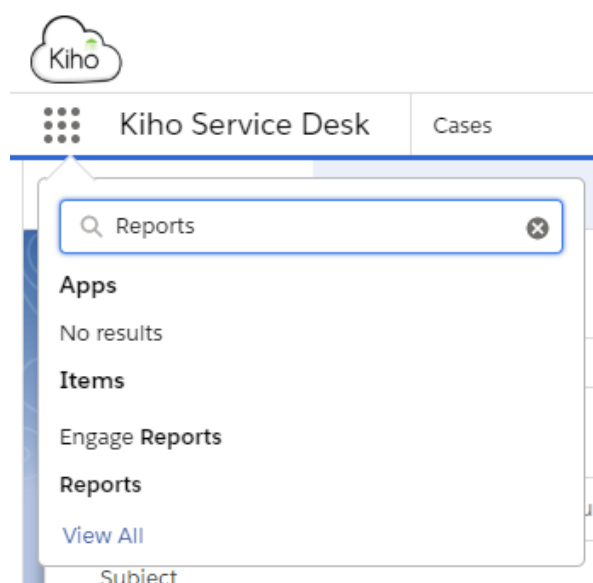 Kiho
Kiho Service Desk
Cases
Reports
Apps
No results
Items
Engage Reports
Reports
View All
Subject